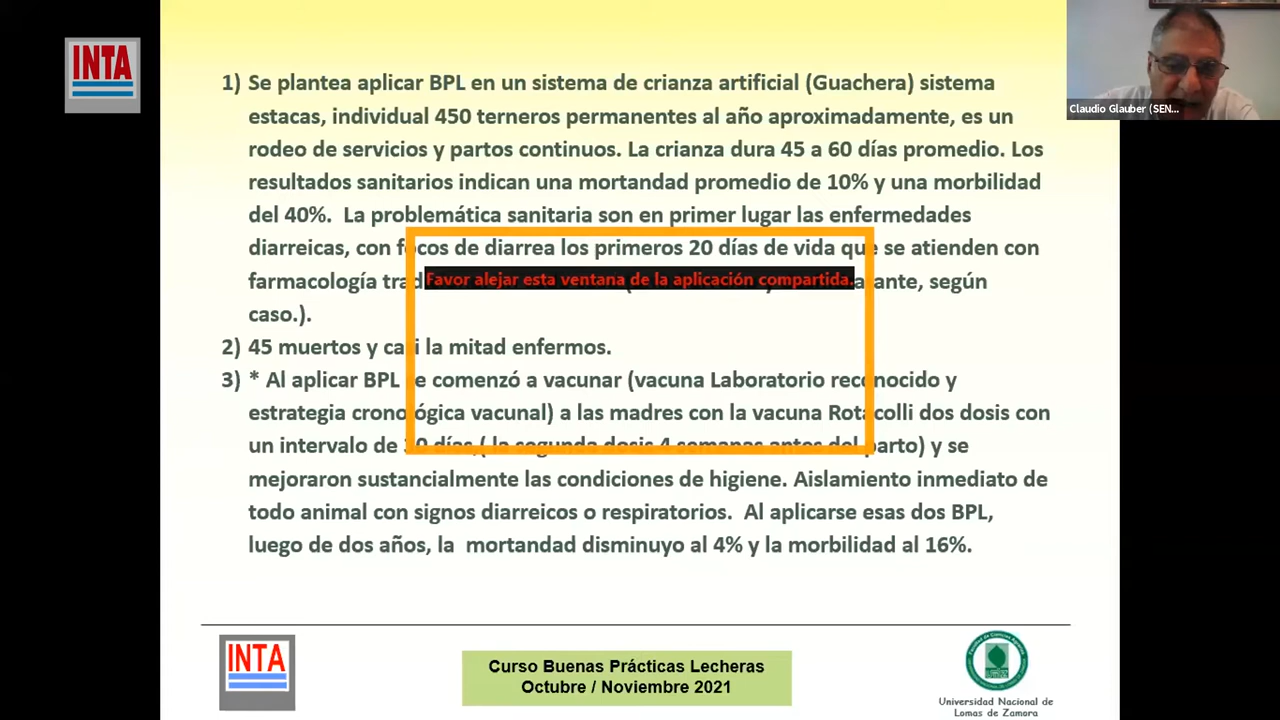 INTA
Claudio Glauber (SEN...
1) Se plantea aplicar BPL en un sistema de crianza artificial (Guachera) sistema
estacas, individual 450 terneros permanentes al año aproximadamente, es un
rodeo de servicios y partos continuos. La crianza dura 45 a 60 días promedio. Los
resultados sanitarios indican una mortandad promedio de 10% y una morbilidad
del 40%. La problemática sanitaria son en primer lugar las enfermedades
diarreicas, con focos de diarrea los primeros 20 días de vida que se atienden con
farmacología según
Favor alejar esta ventana de la aplicación compartida.
caso.).
2) 45 muertos y casi la mitad enfermos.
3) * Al aplicar BPL se comenzó a vacunar (vacuna Laboratorio reconocido y
estrategia cronológica vacunal) a las madres con la vacuna Rotacolli dos dosis con
un intervalo de 30 días,( la segunda dosis 4 semanas antes del parto) y se
mejoraron sustancialmente las condiciones de higiene. Aislamiento inmediato de
todo animal con signos diarreicos o respiratorios. Al aplicarse esas dos BPL,
luego de dos años, la mortandad disminuyo al 4% y la morbilidad al 16%.
INTA
Curso Buenas Prácticas Lecheras
Octubre / Noviembre 2021
Universidad Nacional de
Lomas de Zamora